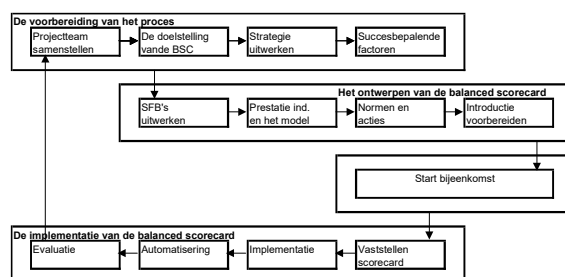 De voorbereiding van het proces
Projectteam
samenstellen
De doelstelling
vande BSC
Strategie
uitwerken
Succesbepalende
factoren
Het ontwerpen van de balanced scorecard
SFB's
uitwerken
Prestatie ind.
en het model
Normen en
acties
Introductie
voorbereiden
Start bijeenkomst
De implementatie van de balanced scorecard
Evaluatie
Automatisering
Implementatie
Vaststellen
scorecard